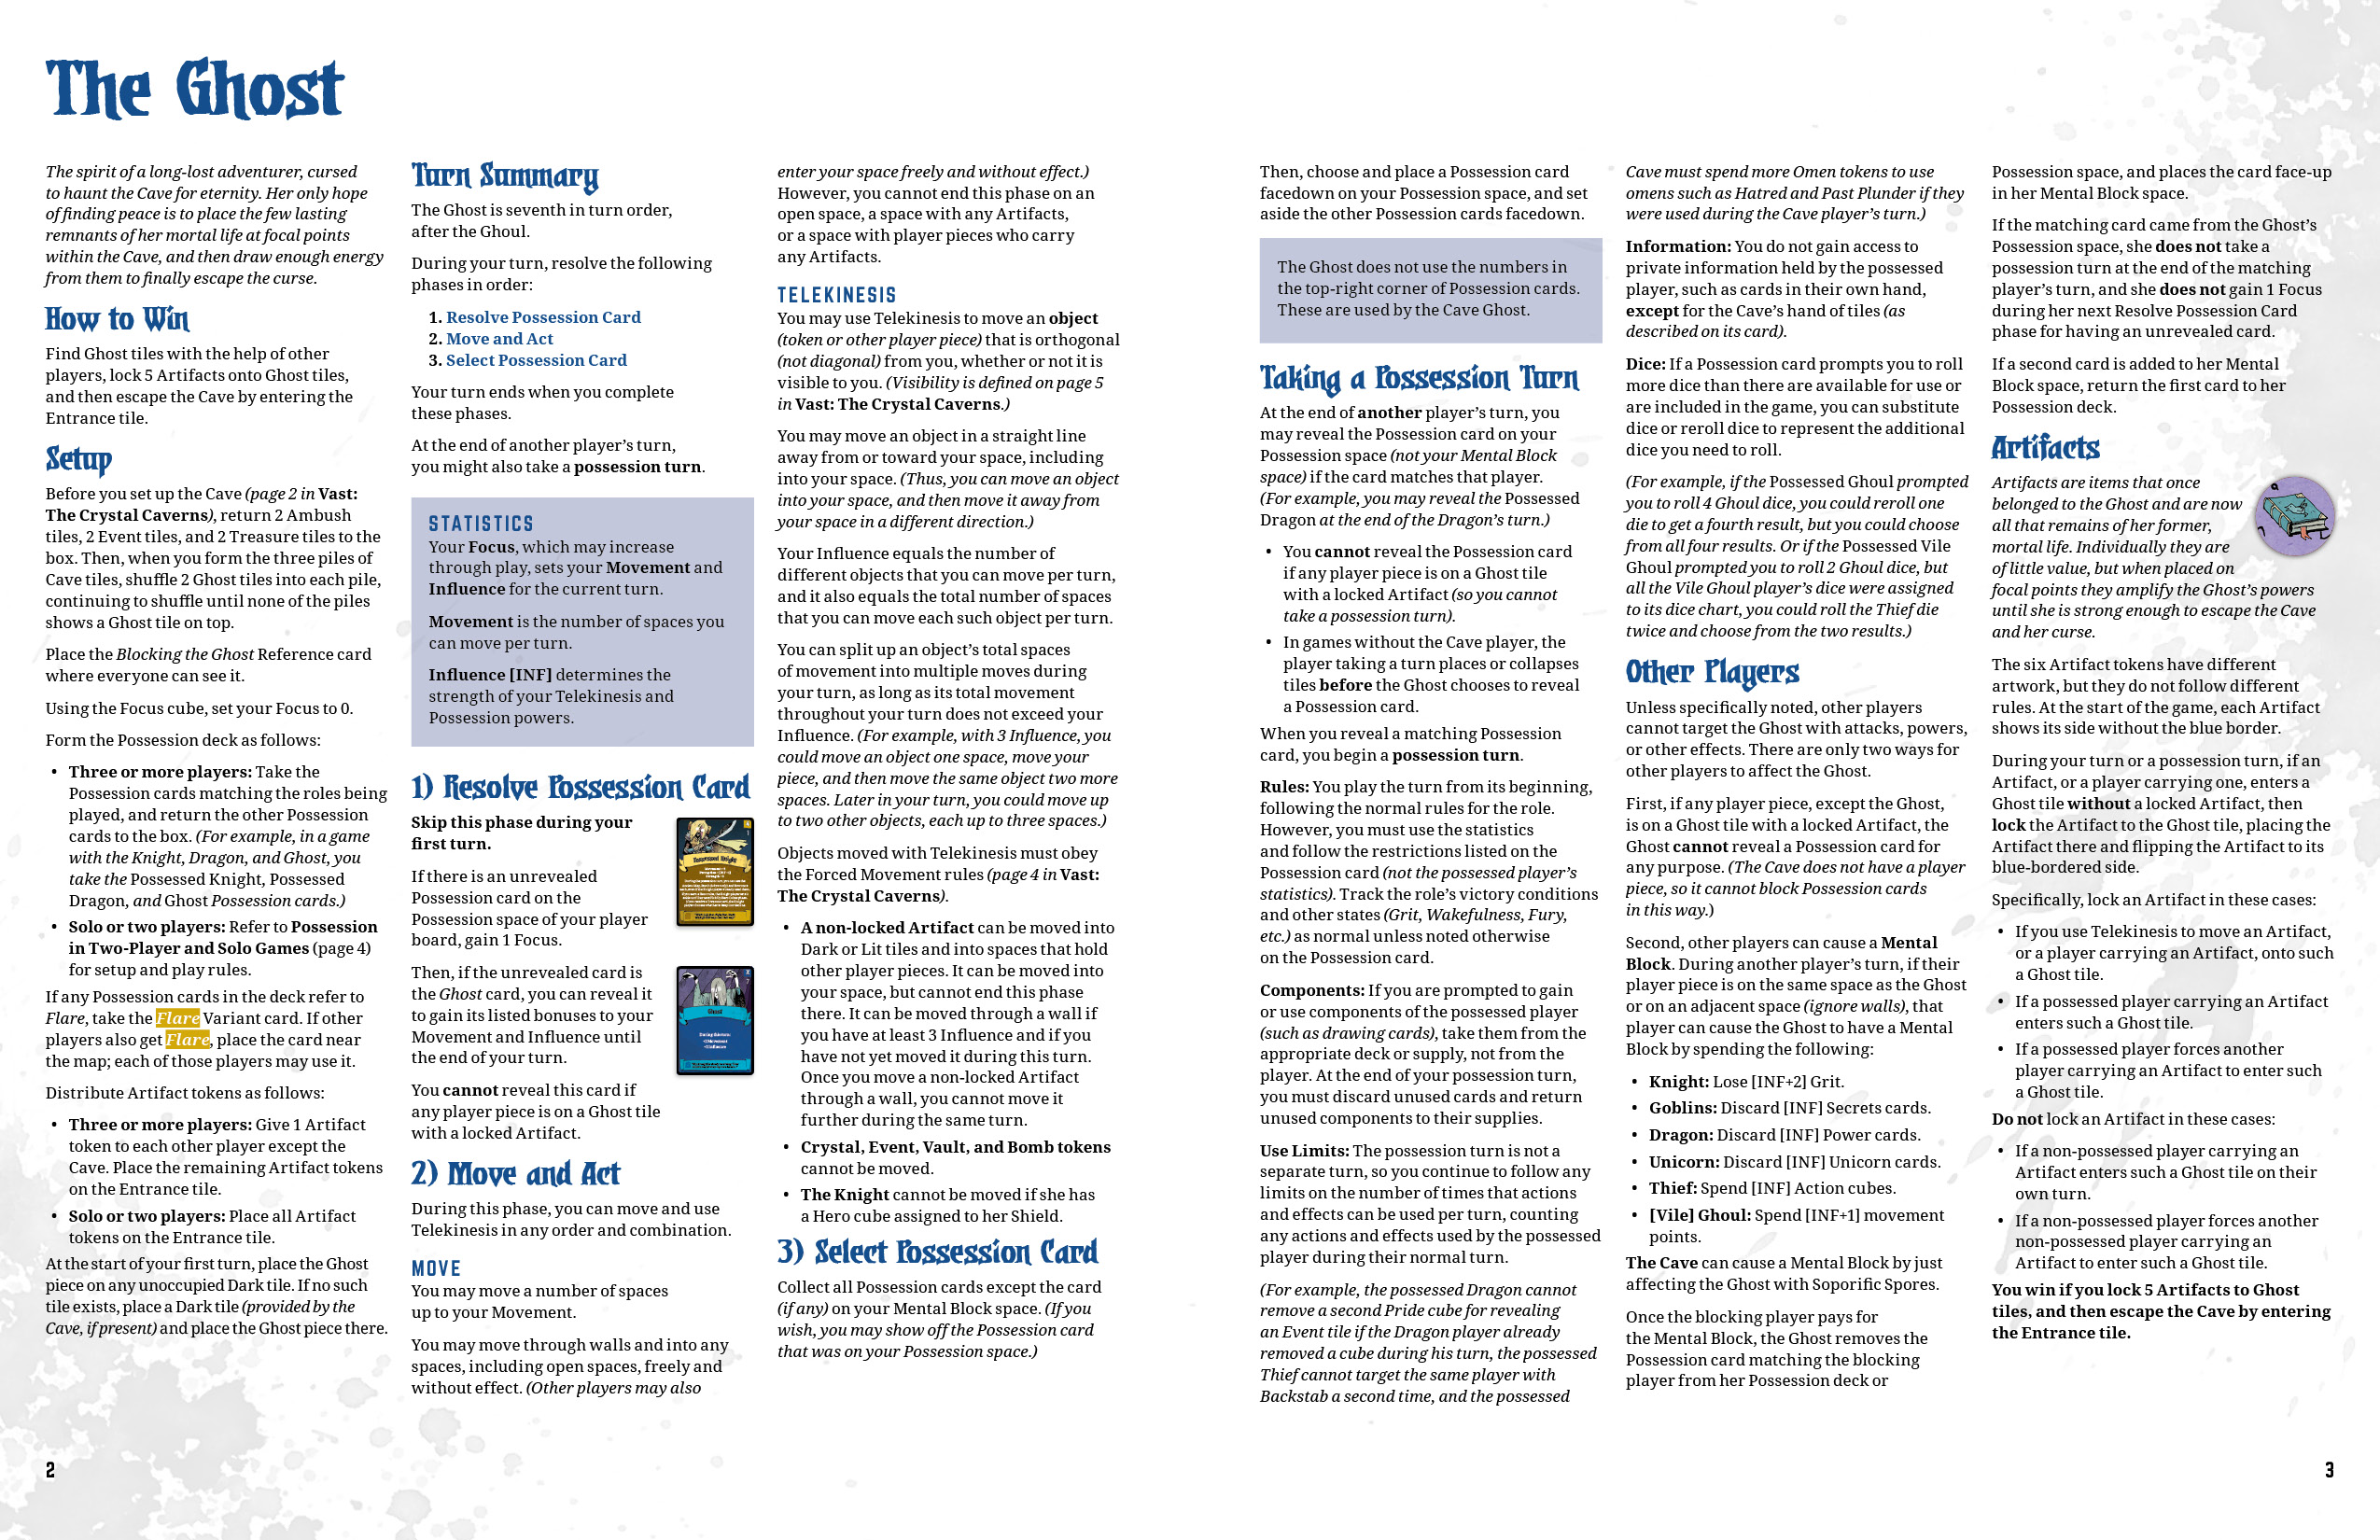 The Ghost
The spirit of a long-lost adventurer, cursed
to haunt the Cave for eternity. Her only hope
of finding peace is to place the few lasting
remnants of her mortal life at focal points
within the Cave, and then draw enough energy
from them to finally escape the curse.
How to Win
Find Ghost tiles with the help of other
players, lock 5 Artifacts onto Ghost tiles,
and then escape the Cave by entering the
Entrance tile.
Setup
Before you set up the Cave (page 2 in Vast:
The Crystal Caverns), return 2 Ambush
tiles, 2 Event tiles, and 2 Treasure tiles to the
box. Then, when you form the three piles of
Cave tiles, shuffle 2 Ghost tiles into each pile,
continuing to shuffle until none of the piles
shows a Ghost tile on top.
Place the Blocking the Ghost Reference card
where everyone can see it.
Using the Focus cube, set your Focus to 0.
Form the Possession deck as follows:
• Three or more players: Take the
Possession cards matching the roles being
played, and return the other Possession
cards to the box. (For example, in a game
with the Knight, Dragon, and Ghost, you
take the Possessed Knight, Possessed
Dragon, and Ghost Possession cards.)
• Solo or two players: Refer to Possession
in Two-Player and Solo Games (page 4)
for setup and play rules.
If any Possession cards in the deck refer to
Flare, take the Flare Variant card. If other
players also get Flare, place the card near
the map; each of those players may use it.
Distribute Artifact tokens as follows:
• Three or more players: Give 1 Artifact
token to each other player except the
Cave. Place the remaining Artifact tokens
on the Entrance tile.
• Solo or two players: Place all Artifact
tokens on the Entrance tile.
At the start of your first turn, place the Ghost
piece on any unoccupied Dark tile. If no such
tile exists, place a Dark tile (provided by the
Cave, if present) and place the Ghost piece there.
2
Turn Summary
The Ghost is seventh in turn order,
after the Ghoul.
During your turn, resolve the following
phases in order:
1. Resolve Possession Card
2. Move and Act
3. Select Possession Card
Your turn ends when you complete
these phases.
At the end of another player's turn,
you might also take a possession turn.
STATISTICS
Your Focus, which may increase
through play, sets your Movement and
Influence for the current turn.
Movement is the number of spaces you
can move per turn.
Influence [INF] determines the
strength of your Telekinesis and
Possession powers.
1) Resolve Possession Card
Skip this phase during your
first turn.
If there is an unrevealed
Possession card on the
Possession space of your player
board, gain 1 Focus.
Then, if the unrevealed card is
the Ghost card, you can reveal it
to gain its listed bonuses to your
Movement and Influence until
the end of your turn.
You cannot reveal this card if
any player piece is on a Ghost tile
with a locked Artifact.
Possessed Knight
Ghost
2) Move and Act
During this phase, you can move and use
Telekinesis in any order and combination.
MOVE
You may move a number of spaces
up to your Movement.
You may move through walls and into any
spaces, including open spaces, freely and
without effect. (Other players may also
enter your space freely and without effect.)
However, you cannot end this phase on an
open space, a space with any Artifacts,
or a space with player pieces who carry
any Artifacts.
TELEKINESIS
You may use Telekinesis to move an object
(token or other player piece) that is orthogonal
(not diagonal) from you, whether or not it is
visible to you. (Visibility is defined on page 5
in Vast: The Crystal Caverns.)
You may move an object in a straight line
away from or toward your space, including
into your space. (Thus, you can move an object
into your space, and then move it away from
your space in a different direction.)
Your Influence equals the number of
different objects that you can move per turn,
and it also equals the total number of spaces
that you can move each such object per turn.
You can split up an object's total spaces
of movement into multiple moves during
your turn, as long as its total movement
throughout your turn does not exceed your
Influence. (For example, with 3 Influence, you
could move an object one space, move your
piece, and then move the same object two more
spaces. Later in your turn, you could move up
to two other objects, each up to three spaces.)
Objects moved with Telekinesis must obey
the Forced Movement rules (page 4 in Vast:
The Crystal Caverns).
• A non-locked Artifact can be moved into
Dark or Lit tiles and into spaces that hold
other player pieces. It can be moved into
your space, but cannot end this phase
there. It can be moved through a wall if
you have at least 3 Influence and if you
have not yet moved it during this turn.
Once you move a non-locked Artifact
through a wall, you cannot move it
further during the same turn.
• Crystal, Event, Vault, and Bomb tokens
cannot be moved.
• The Knight cannot be moved if she has
a Hero cube assigned to her Shield.
3) Select Possession Card
Collect all Possession cards except the card
(if any) on your Mental Block space. (If you
wish, you may show off the Possession card
that was on your Possession space.)
Then, choose and place a Possession card
facedown on your Possession space, and set
aside the other Possession cards facedown.
The Ghost does not use the numbers in
the top-right corner of Possession cards.
These are used by the Cave Ghost.
Taking a Possession Turn
At the end of another player's turn, you
may reveal the Possession card on your
Possession space (not your Mental Block
space) if the card matches that player.
(For example, you may reveal the Possessed
Dragon at the end of the Dragon's turn.)
• You cannot reveal the Possession card
if any player piece is on a Ghost tile
with a locked Artifact (so you cannot
take a possession turn).
• In games without the Cave player, the
player taking a turn places or collapses
tiles before the Ghost chooses to reveal
a Possession card.
When you reveal a matching Possession
card, you begin a possession turn.
Rules: You play the turn from its beginning,
following the normal rules for the role.
However, you must use the statistics
and follow the restrictions listed on the
Possession card (not the possessed player's
statistics). Track the role's victory conditions
and other states (Grit, Wakefulness, Fury,
etc.) as normal unless noted otherwise
on the Possession card.
Components: If you are prompted to gain
or use components of the possessed player
(such as drawing cards), take them from the
appropriate deck or supply, not from the
player. At the end of your possession turn,
you must discard unused cards and return
unused components to their supplies.
Use Limits: The possession turn is not a
separate turn, so you continue to follow any
limits on the number of times that actions
and effects can be used per turn, counting
any actions and effects used by the possessed
player during their normal turn.
(For example, the possessed Dragon cannot
remove a second Pride cube for revealing
an Event tile if the Dragon player already
removed a cube during his turn, the possessed
Thief cannot target the same player with
Backstab a second time, and the possessed
Cave must spend more Omen tokens to use
omens such as Hatred and Past Plunder if they
were used during the Cave player's turn.)
Information: You do not gain access to
private information held by the possessed
player, such as cards in their own hand,
except for the Cave's hand of tiles (as
described on its card).
Dice: If a Possession card prompts you to roll
more dice than there are available for use or
are included in the game, you can substitute
dice or reroll dice to represent the additional
dice you need to roll.
(For example, if the Possessed Ghoul prompted
you to roll 4 Ghoul dice, you could reroll one
die to get a fourth result, but you could choose
from all four results. Or if the Possessed Vile
Ghoul prompted you to roll 2 Ghoul dice, but
all the Vile Ghoul player's dice were assigned
to its dice chart, you could roll the Thief die
twice and choose from the two results.)
Other Players
Unless specifically noted, other players
cannot target the Ghost with attacks, powers,
or other effects. There are only two ways for
other players to affect the Ghost.
First, if any player piece, except the Ghost,
is on a Ghost tile with a locked Artifact, the
Ghost cannot reveal a Possession card for
any purpose. (The Cave does not have a player
piece, so it cannot block Possession cards
in this way.)
Second, other players can cause a Mental
Block. During another player's turn, if their
player piece is on the same space as the Ghost
or on an adjacent space (ignore walls), that
player can cause the Ghost to have a Mental
Block by spending the following:
• Knight: Lose [INF+2] Grit.
• Goblins: Discard [INF] Secrets cards.
• Dragon: Discard [INF] Power cards.
• Unicorn: Discard [INF] Unicorn cards.
• Thief: Spend [INF] Action cubes.
• [Vile] Ghoul: Spend [INF+1] movement
points.
The Cave can cause a Mental Block by just
affecting the Ghost with Soporific Spores.
Once the blocking player pays for
the Mental Block, the Ghost removes the
Possession card matching the blocking
player from her Possession deck or
Possession space, and places the card face-up
in her Mental Block space.
If the matching card came from the Ghost's
Possession space, she does not take a
possession turn at the end of the matching
player's turn, and she does not gain 1 Focus
during her next Resolve Possession Card
phase for having an unrevealed card.
If a second card is added to her Mental
Block space, return the first card to her
Possession deck.
Artifacts
Artifacts are items that once
belonged to the Ghost and are now
all that remains of her former,
mortal life. Individually they are
of little value, but when placed on
focal points they amplify the Ghost's powers
until she is strong enough to escape the Cave
and her curse.
The six Artifact tokens have different
artwork, but they do not follow different
rules. At the start of the game, each Artifact
shows its side without the blue border.
During your turn or a possession turn, if an
Artifact, or a player carrying one, enters a
Ghost tile without a locked Artifact, then
lock the Artifact to the Ghost tile, placing the
Artifact there and flipping the Artifact to its
blue-bordered side.
Specifically, lock an Artifact in these cases:
• If you use Telekinesis to move an Artifact,
or a player carrying an Artifact, onto such
a Ghost tile.
• If a possessed player carrying an Artifact
enters such a Ghost tile.
• If a possessed player forces another
player carrying an Artifact to enter such
a Ghost tile.
Do not lock an Artifact in these cases:
• If a non-possessed player carrying an
Artifact enters such a Ghost tile on their
own turn.
• If a non-possessed player forces another
non-possessed player carrying an
Artifact to enter such a Ghost tile.
You win if you lock 5 Artifacts to Ghost
tiles, and then escape the Cave by entering
the Entrance tile.
3